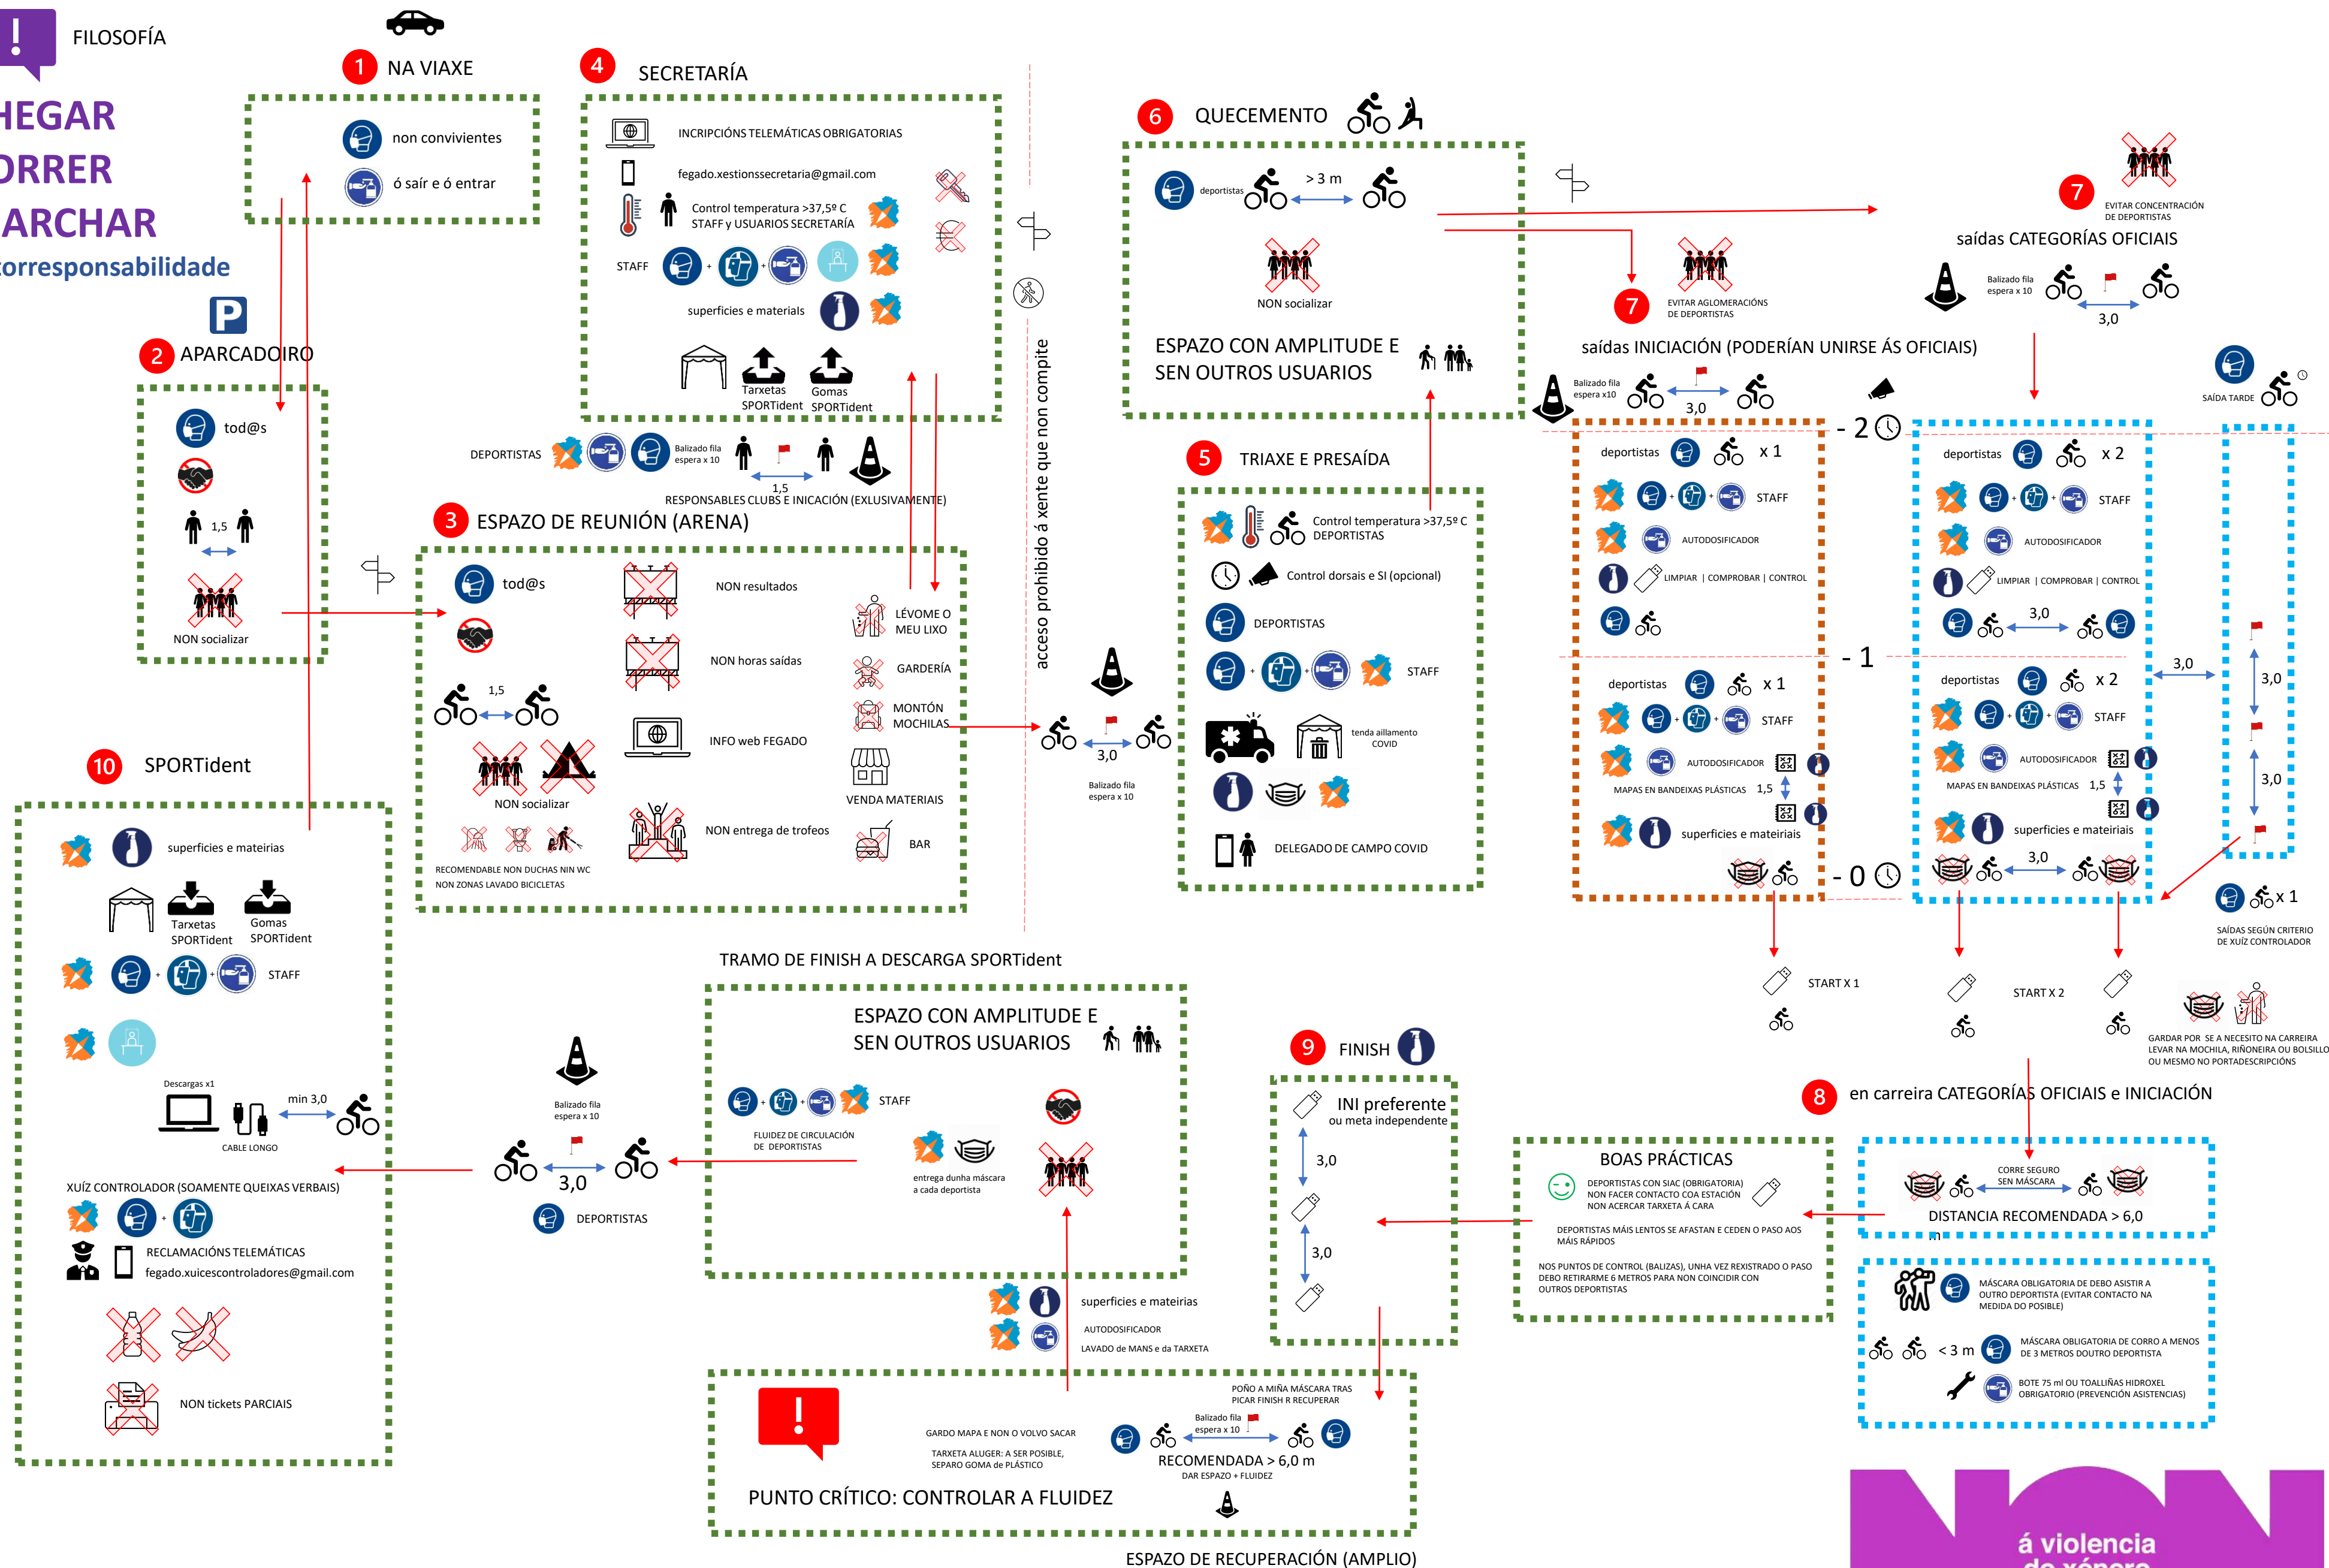 FILOSOFÍA
HEGAR
ORRER
ARCHAR
corresponsabilidade
1 NA VIAXE
non convivientes
ó saír e ó entrar
P
2 APARCADOIRO
tod@s
1,5
NON socializar
4 SECRETARÍA
INCRIPCIÓNS TELEMÁTICAS OBRIGATORIAS
fegado.xestionssecretaria@gmail.com
Control temperatura >37,5º C
STAFF y USUARIOS SECRETARÍA
STAFF + +
superficies e materials
Tarxetas
SPORTident
Gomas
SPORTident
DEPORTISTAS
Balizado fila
espera x 10
1,5
RESPONSABLES CLUBS E INICACIÓN (EXLUSIVAMENTE)
3 ESPAZO DE REUNIÓN (ARENA)
tod@s
1,5
NON socializar
RECOMENDABLE NON DUCHAS NIN WC
NON ZONAS LAVADO BICICLETAS
NON resultados
NON horas saídas
INFO web FEGADO
NON entrega de trofeos
LÉVOME O
MEU LIXO
GARDERÍA
MONTÓN
MOCHILAS
VENDA MATERIAIS
BAR
acceso prohibido á xente que non compite
3,0
Balizado fila
espera x 10
5 TRIAXE E PRESAÍDA
Control temperatura >37,5º C
DEPORTISTAS
Control dorsais e SI (opcional)
DEPORTISTAS
+ + STAFF
tenda aillamento
COVID
DELEGADO DE CAMPO COVID
6 QUECEMENTO
deportistas
> 3 m
NON socializar
ESPAZO CON AMPLITUDE E
SEN OUTROS USUARIOS
7
EVITAR AGLOMERACIÓNS
DE DEPORTISTAS
saídas INICIACIÓN (PODERÍAN UNIRSE ÁS OFICIAIS)
Balizado fila
espera x10
3,0
7
EVITAR CONCENTRACIÓN
DE DEPORTISTAS
saídas CATEGORÍAS OFICIAIS
Balizado fila
espera x 10
3,0
SAÍDA TARDE
- 2
deportistas x 1
+ + STAFF
AUTODOSIFICADOR
LIMPIAR | COMPROBAR | CONTROL
- 1
deportistas x 1
+ + STAFF
AUTODOSIFICADOR
MAPAS EN BANDEIXAS PLÁSTICAS 1,5
superficies e mateiriais
- 0
deportistas x 2
+ + STAFF
AUTODOSIFICADOR
LIMPIAR | COMPROBAR | CONTROL
3,0
deportistas x 2
+ + STAFF
AUTODOSIFICADOR
MAPAS EN BANDEIXAS PLÁSTICAS 1,5
superficies e mateiriais
3,0
3,0
3,0
3,0
x 1
SAÍDAS SEGÚN CRITERIO
DE XUÍZ CONTROLADOR
START X 1
START X 2
GARDAR POR SE A NECESITO NA CARREIRA
LEVAR NA MOCHILA, RIÑONEIRA OU BOLSILLO
OU MESMO NO PORTADESCRIPCIÓNS
8 en carreira CATEGORÍAS OFICIAIS e INICIACIÓN
CORRE SEGURO
SEN MÁSCARA
DISTANCIA RECOMENDADA > 6,0
m
MÁSCARA OBLIGATORIA DE DEBO ASISTIR A
OUTRO DEPORTISTA (EVITAR CONTACTO NA
MEDIDA DO POSIBLE)
< 3 m
MÁSCARA OBLIGATORIA DE CORRO A MENOS
DE 3 METROS DOUTRO DEPORTISTA
BOTE 75 ml OU TOALLIÑAS HIDROXEL
OBRIGATORIO (PREVENCIÓN ASISTENCIAS)
BOAS PRÁCTICAS
DEPORTISTAS CON SIAC (OBRIGATORIA)
NON FACER CONTACTO COA ESTACIÓN
NON ACERCAR TARXETA Á CARA
DEPORTISTAS MÁIS LENTOS SE AFASTAN E CEDEN O PASO AOS
MÁIS RÁPIDOS
NOS PUNTOS DE CONTROL (BALIZAS), UNHA VEZ REXISTRADO O PASO
DEBO RETIRARME 6 METROS PARA NON COINCIDIR CON
OUTROS DEPORTISTAS
9 FINISH
INI preferente
ou meta independente
3,0
3,0
POÑO A MIÑA MÁSCARA TRAS
PICAR FINISH R RECUPERAR
Balizado fila
espera x 10
RECOMENDADA > 6,0 m
DAR ESPAZO + FLUIDEZ
GARDO MAPA E NON O VOLVO SACAR
TARXETA ALUGER: A SER POSIBLE,
SEPARO GOMA de PLÁSTICO
PUNTO CRÍTICO: CONTROLAR A FLUIDEZ
ESPAZO DE RECUPERACIÓN (AMPLIO)
superficies e mateirias
AUTODOSIFICADOR
LAVADO de MANS e da TARXETA
TRAMO DE FINISH A DESCARGA SPORTident
ESPAZO CON AMPLITUDE E
SEN OUTROS USUARIOS
+ + STAFF
FLUIDEZ DE CIRCULACIÓN
DE DEPORTISTAS
entrega dunha máscara
a cada deportista
Balizado fila
espera x 10
3,0
DEPORTISTAS
10 SPORTident
superficies e mateirias
Tarxetas
SPORTident
Gomas
SPORTident
+ + STAFF
Descargas x1
min 3,0
CABLE LONGO
XUÍZ CONTROLADOR (SOAMENTE QUEIXAS VERBAIS)
+
RECLAMACIÓNS TELEMÁTICAS
fegado.xuicescontroladores@gmail.com
NON tickets PARCIAIS
NON
á violencia
de xénero